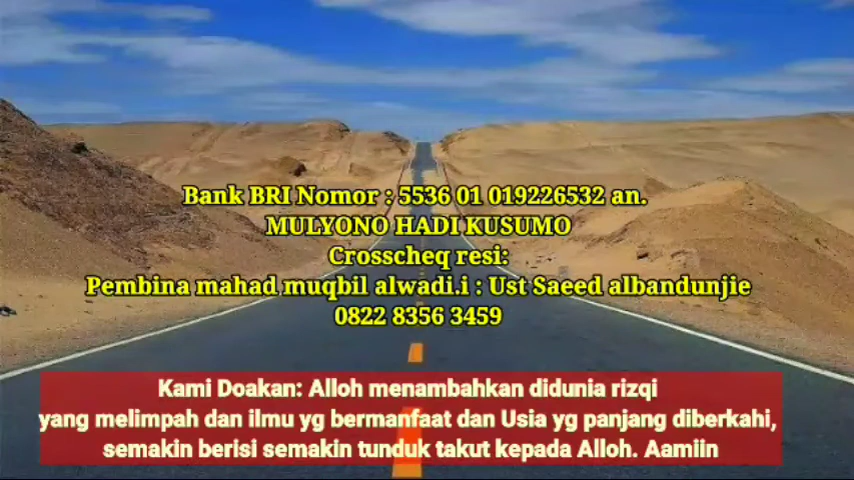 Bank BRI Nomor : 5536 01 019226532 an.
MULYONO HADI KUSUMO
Crosscheq resi:
Pembina mahad muqbil alwadi.i : Ust Saeed albandunjie
0822 8356 3459
Kami Doakan: Alloh menambahkan didunia rizqi
yang melimpah dan ilmu yg bermanfaat dan Usia yg panjang diberkahi,
semakin berisi semakin tunduk takut kepada Alloh. Aamiin